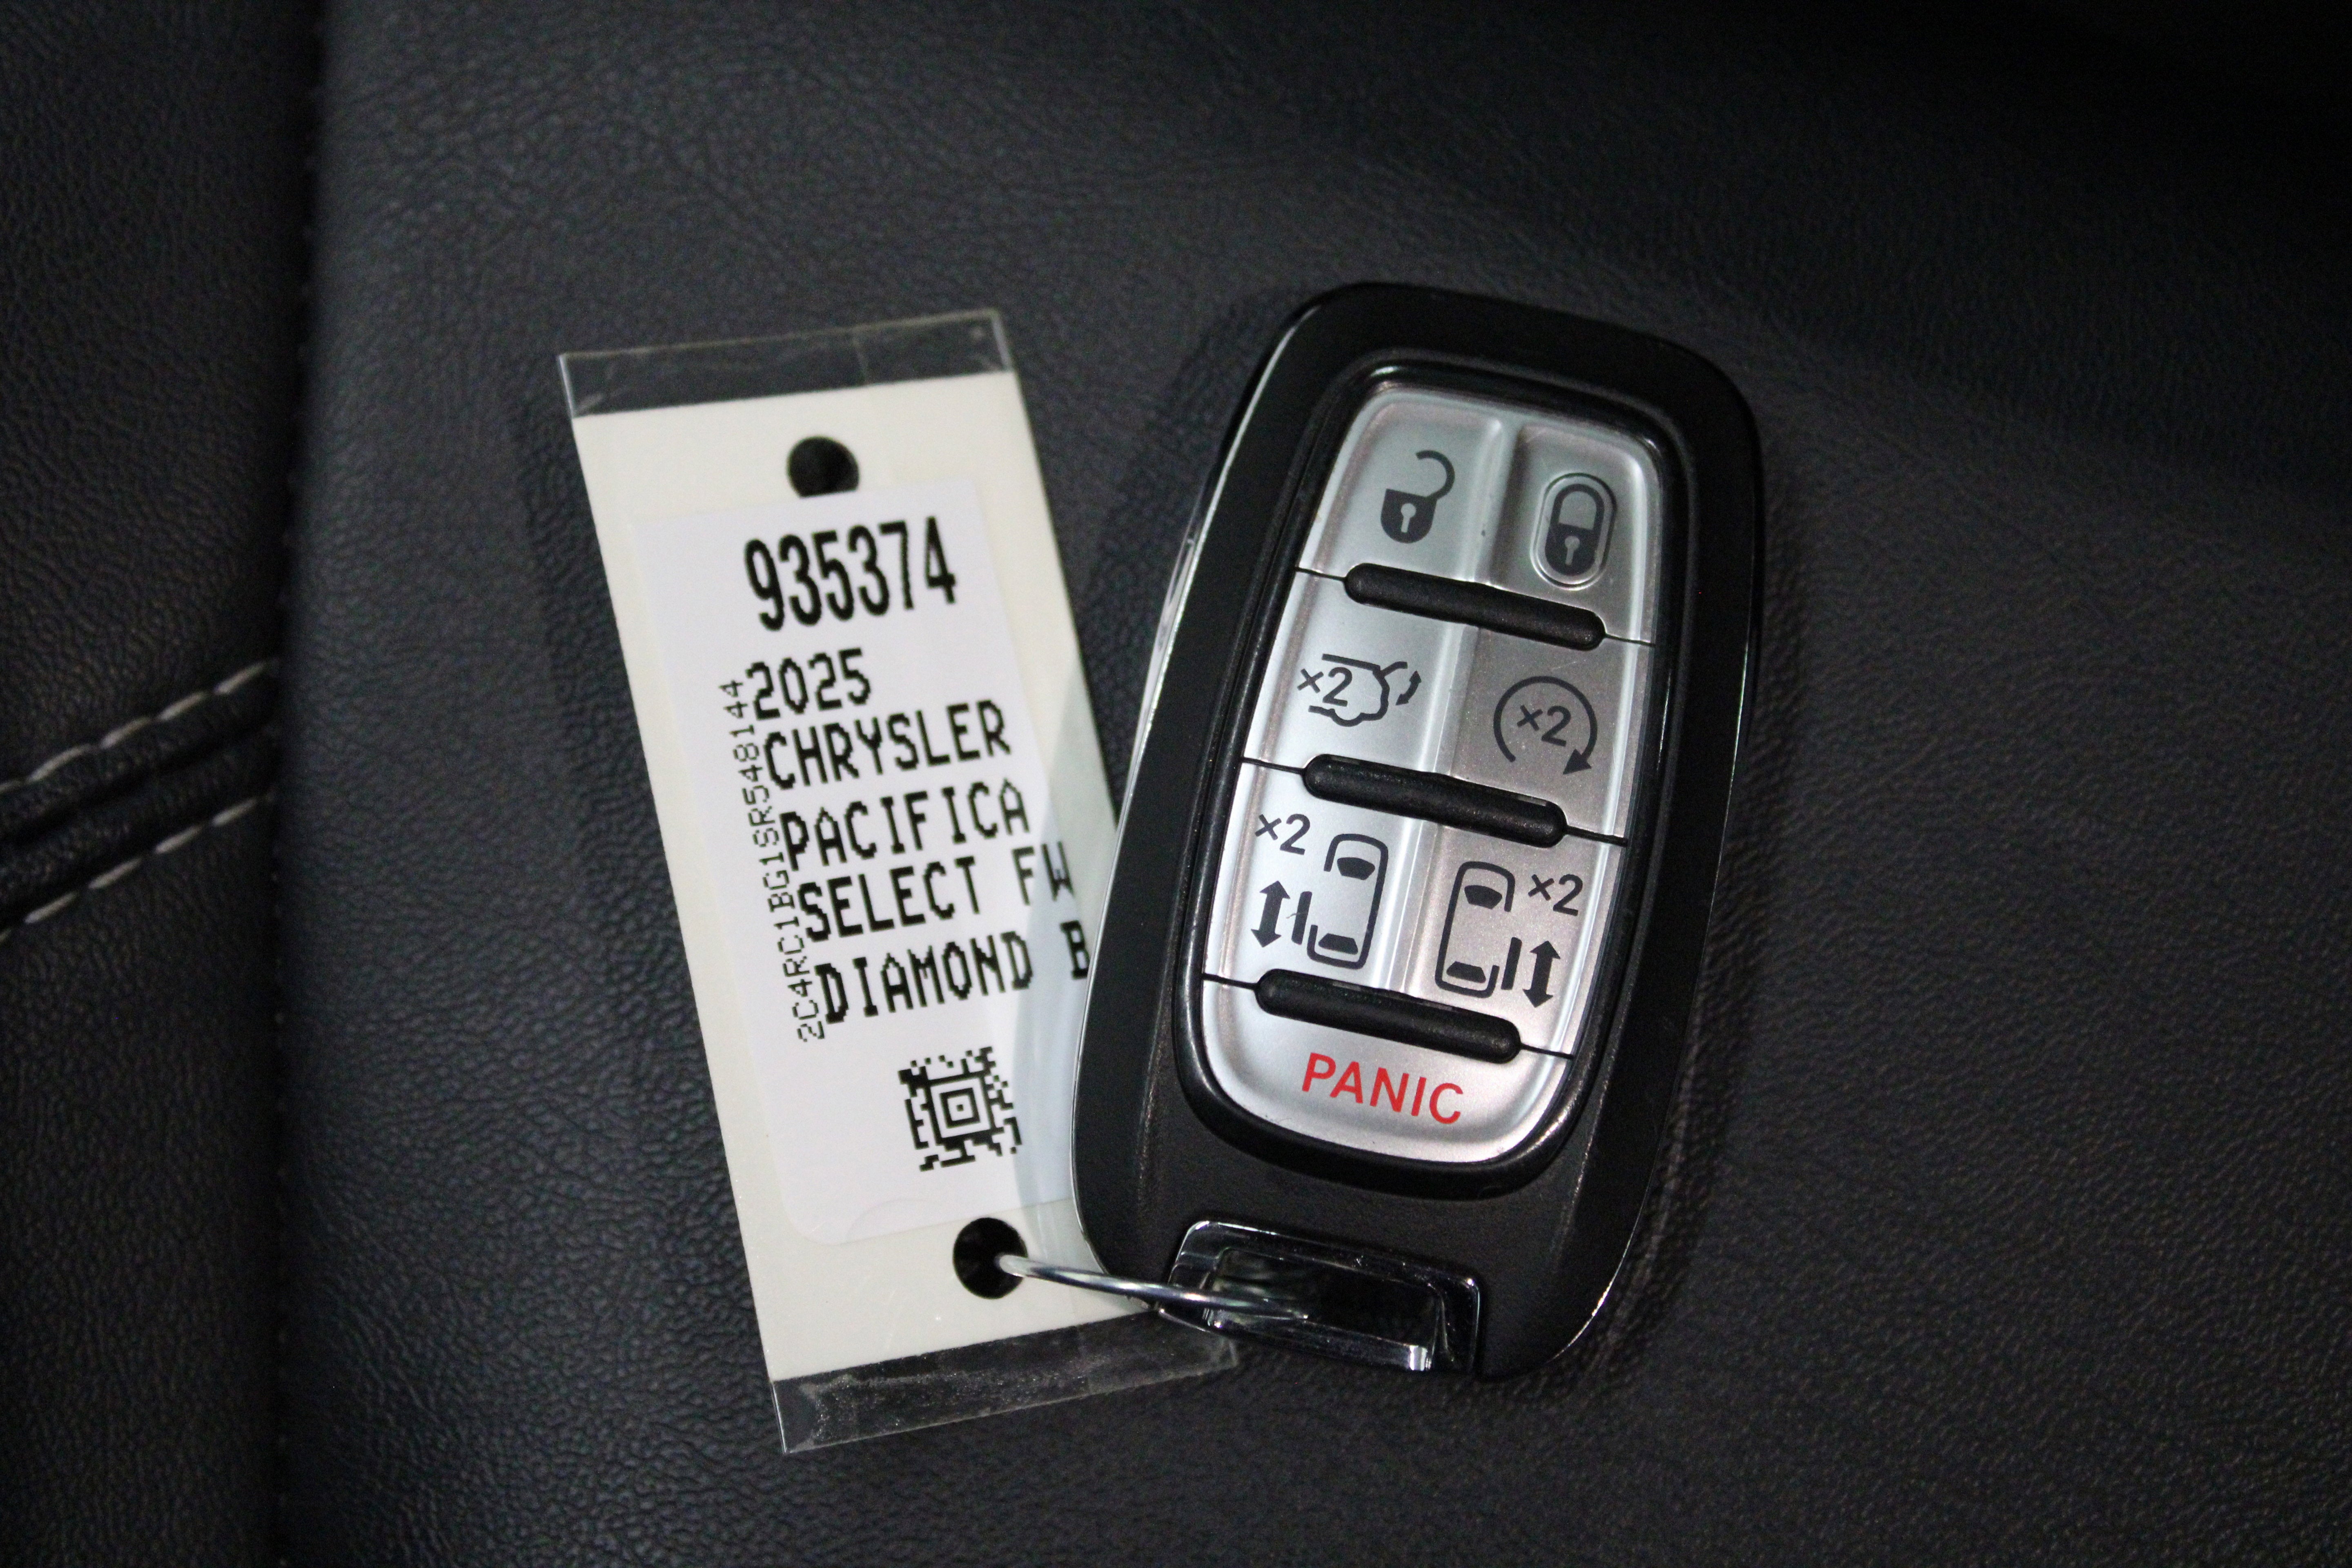 935374
2025
CHRYSLER
PACIFICA
SELECT FW
DIAMOND B
2C4RC1BG1SR548144
×2
×2
×2
×2
PANIC